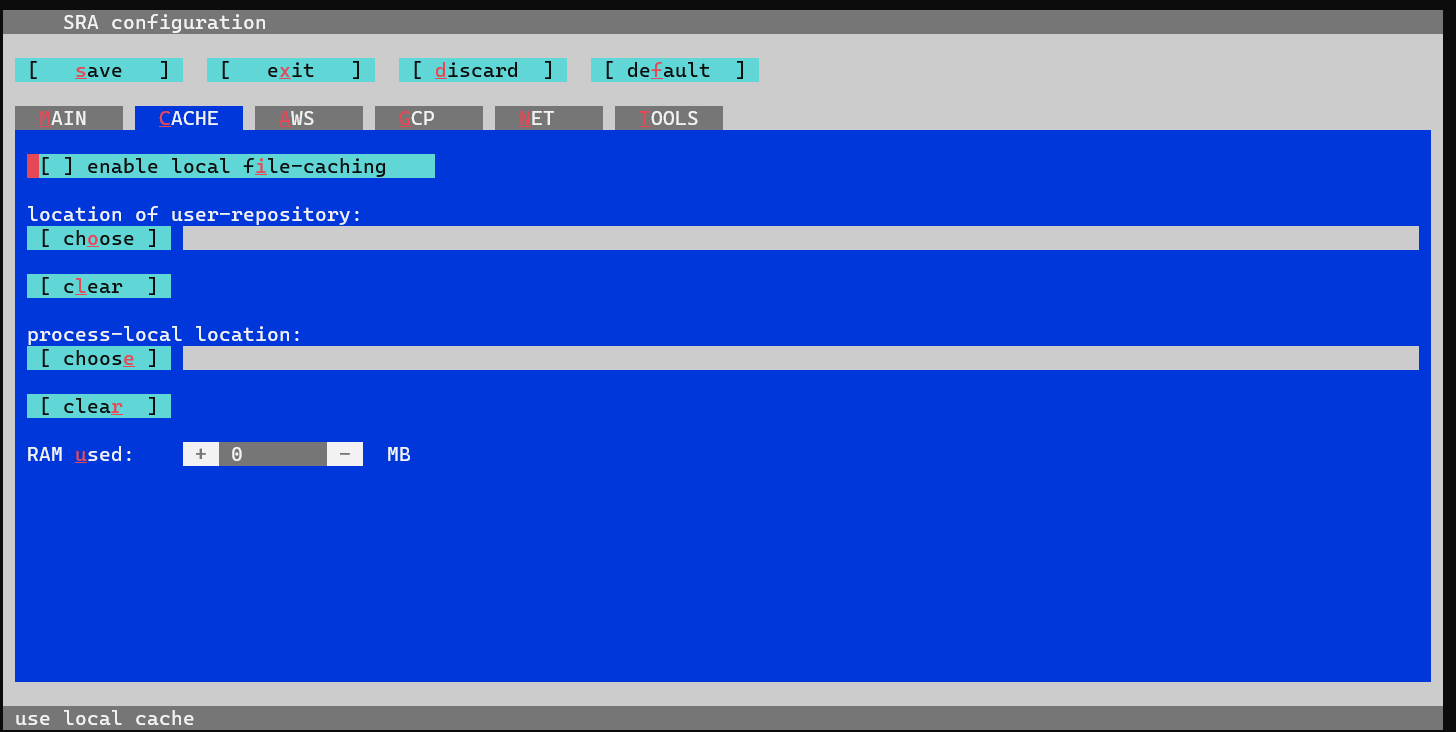 SRA configuration
[ save ] [ exit ] [ discard ] [ default ]
MAIN CACHE AWS GCP NET TOOLS
[ ] enable local file-caching
location of user-repository:
[ choose ]
[ clear ]
process-local location:
[ choose ]
[ clear ]
RAM used: + 0 - MB
use local cache